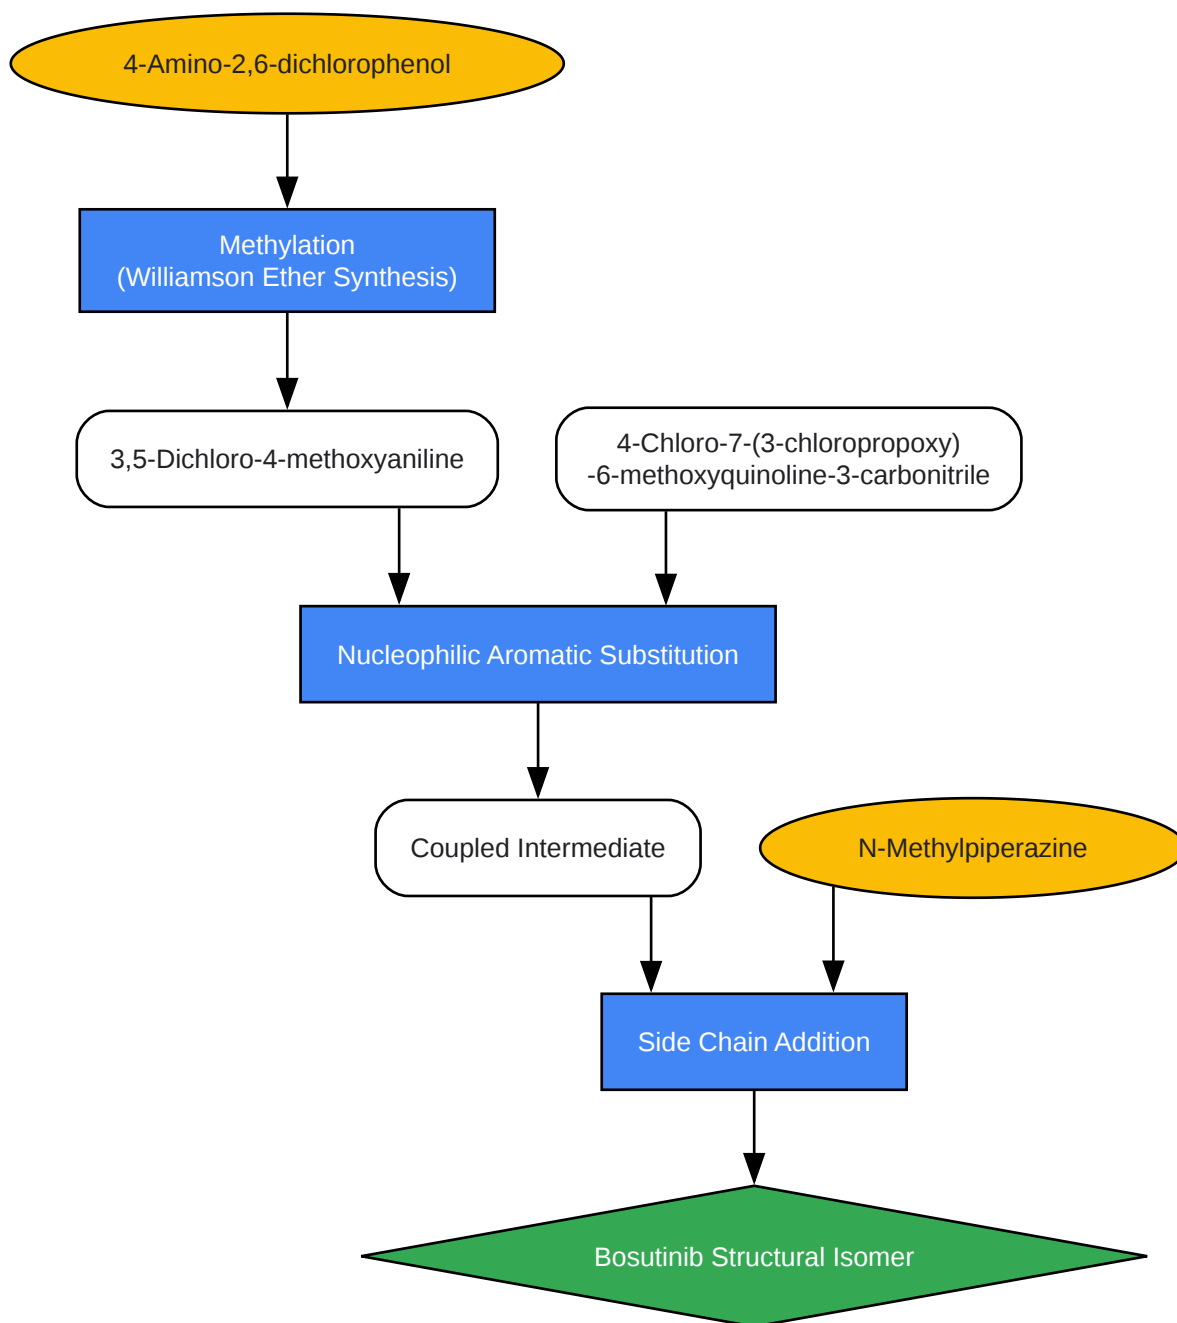 4-Amino-2,6-dichlorophenol
Methylation
(Williamson Ether Synthesis)
3,5-Dichloro-4-methoxyaniline
4-Chloro-7-(3-chloropropoxy)
-6-methoxyquinoline-3-carbonitrile
Nucleophilic Aromatic Substitution
Coupled Intermediate
N-Methylpiperazine
Side Chain Addition
Bosutinib Structural Isomer